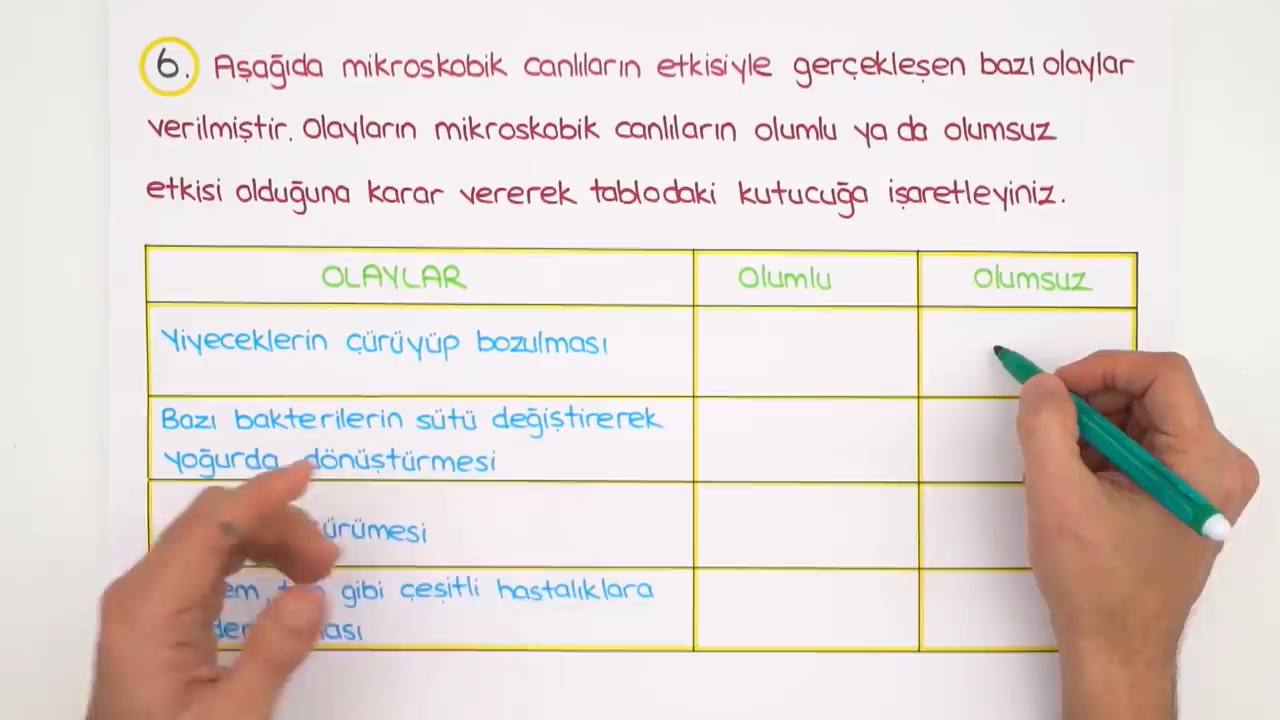 6. Aşağıda mikroskobik canlıların etkisiyle gerçekleşen bazı olaylar
verilmiştir. Olayların mikroskobik canlıların olumlu ya da olumsuz
etkisi olduğuna karar vererek tablodaki kutucuğa işaretleyiniz.
OLAYLAR Olumlu Olumsuz
Yiyeceklerin çürüyüp bozulması
Bazı bakterilerin sütü değiştirerek
yoğurda dönüştürmesi
gibi çeşitli hastalıklara